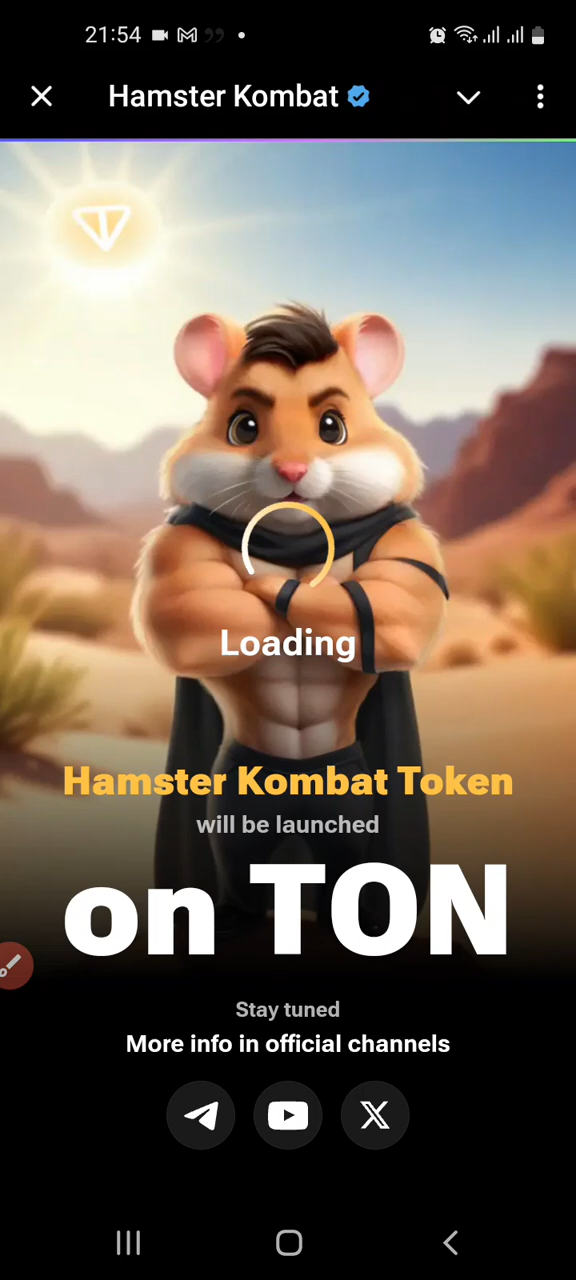 21:54
Hamster Kombat
Loading
Hamster Kombat Token
will be launched
on TON
Stay tuned
More info in official channels